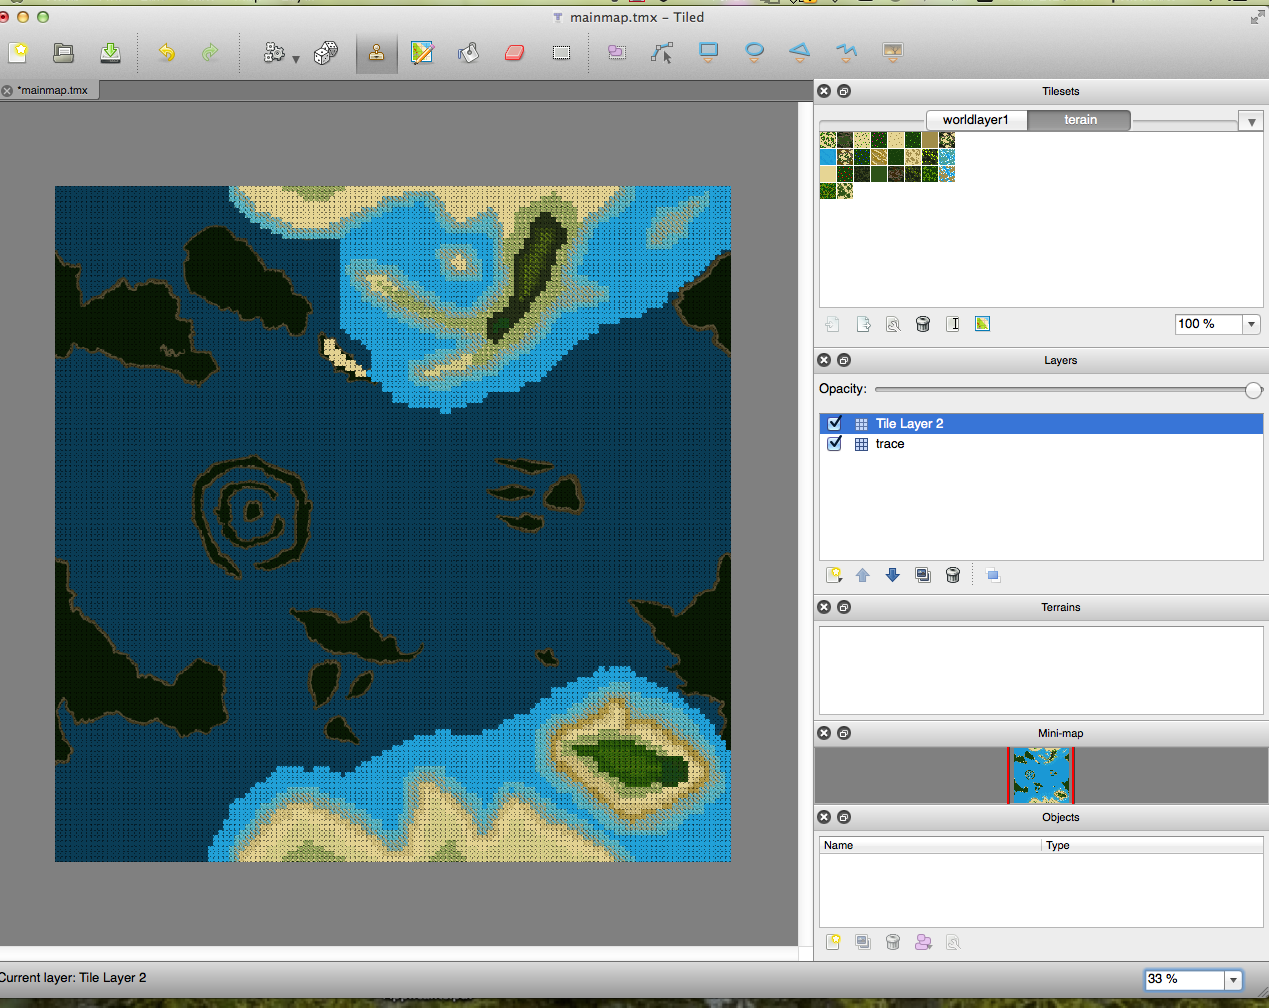 mainmap.tmx – Tiled
*mainmap.tmx
Tilesets
worldlayer1
terain
100 %
Layers
Opacity:
Tile Layer 2
trace
Terrains
Mini-map
Objects
Name
Type
Current layer: Tile Layer 2
33 %